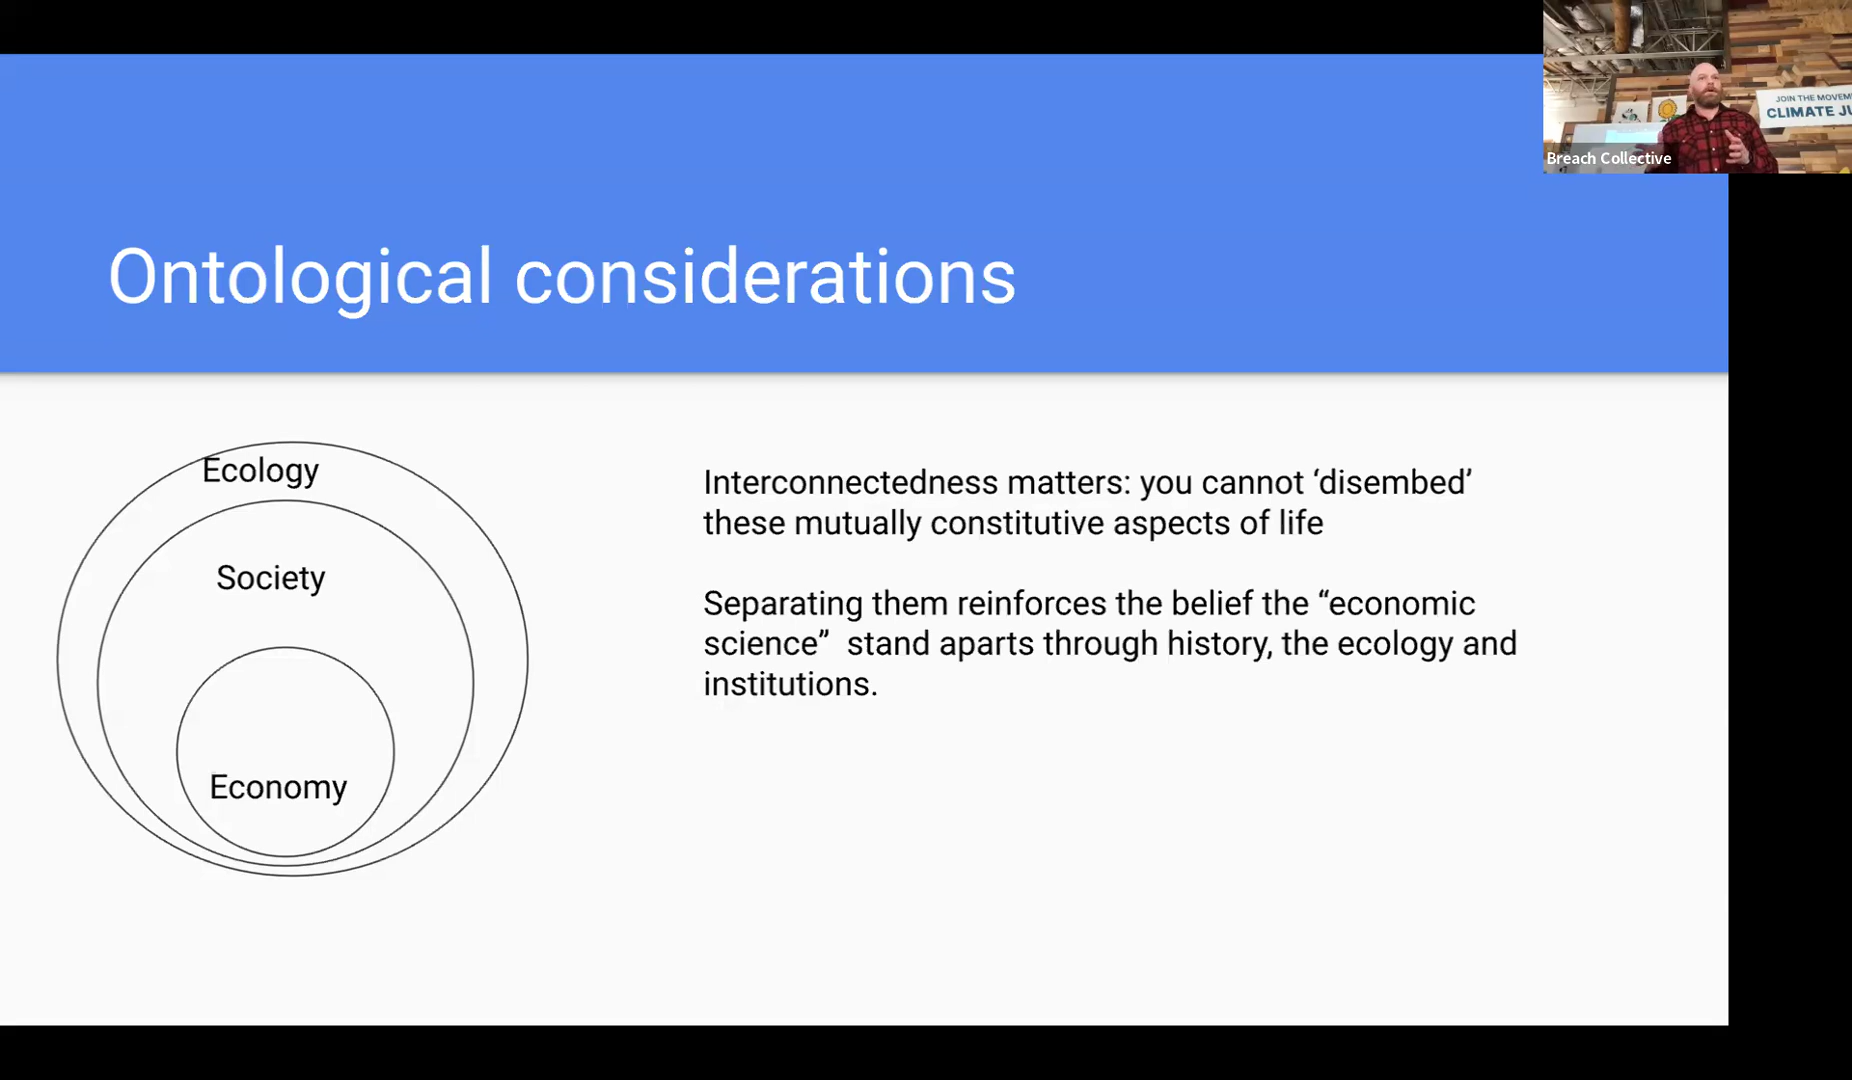 JOIN THE MOVEM
CLIMATE JU
Breach Collective
Ontological considerations
Ecology
Society
Economy
Interconnectedness matters: you cannot ‘disembed’
these mutually constitutive aspects of life
Separating them reinforces the belief the “economic
science”  stand aparts through history, the ecology and
institutions.